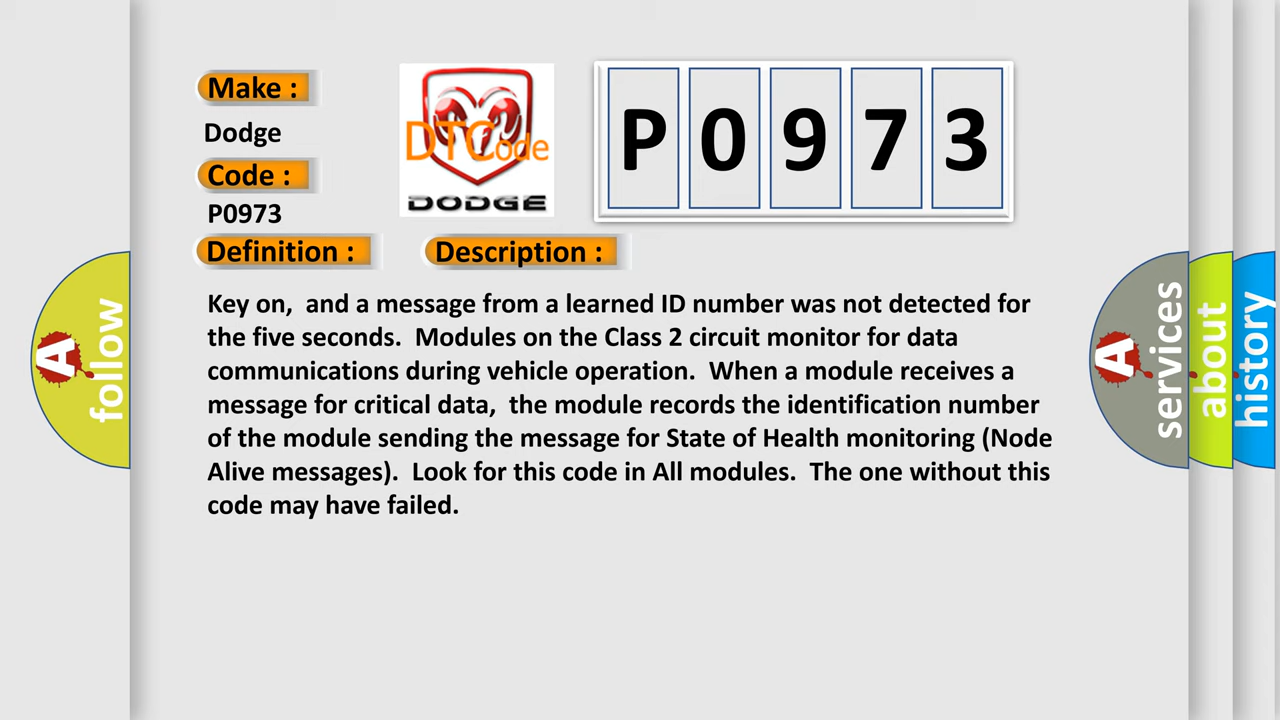 Make :
Dodge
Code :
P0973
Definition :
Description :
DTCode
DODGE
P 0 9 7 3
Key on,  and a message from a learned ID number was not detected for
the five seconds  Modules on the Class 2 circuit monitor for data
communications during vehicle operation  When a module receives a
message for critical data,  the module records the identification number
of the module sending the message for State of Health monitoring (Node
Alive messages)  Look for this code in All modules  The one without this
code may have failed.
A follow
A services
about
history